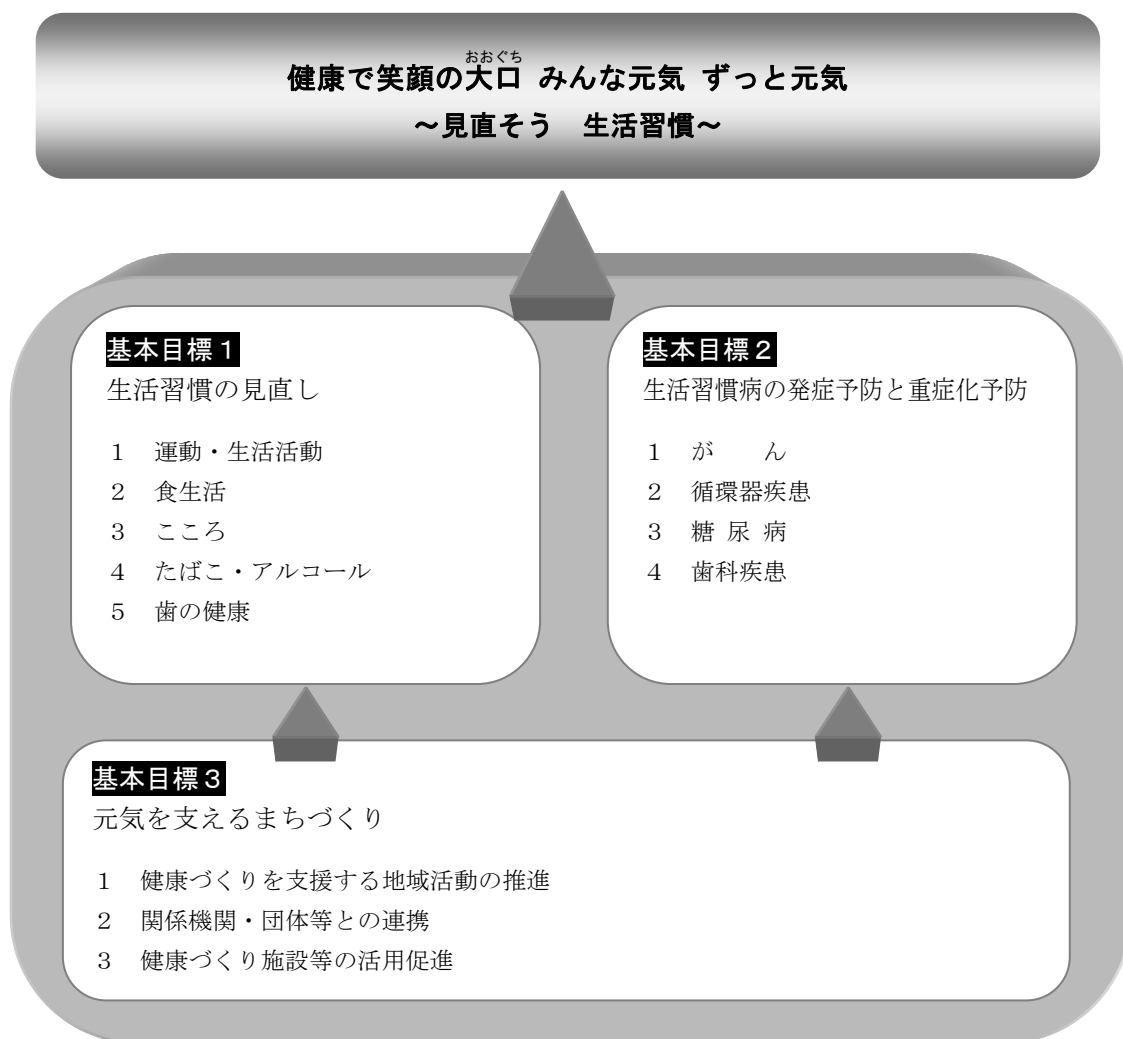 おおぐち
健康で笑顔の大口 みんな元気 ずっと元気
～見直そう　生活習慣～
基本目標１
生活習慣の見直し
１　運動・生活活動
２　食生活
３　こころ
４　たばこ・アルコール
５　歯の健康
基本目標２
生活習慣病の発症予防と重症化予防
１　が　　ん
２　循環器疾患
３　糖 尿 病
４　歯科疾患
基本目標３
元気を支えるまちづくり
１　健康づくりを支援する地域活動の推進
２　関係機関・団体等との連携
３　健康づくり施設等の活用促進